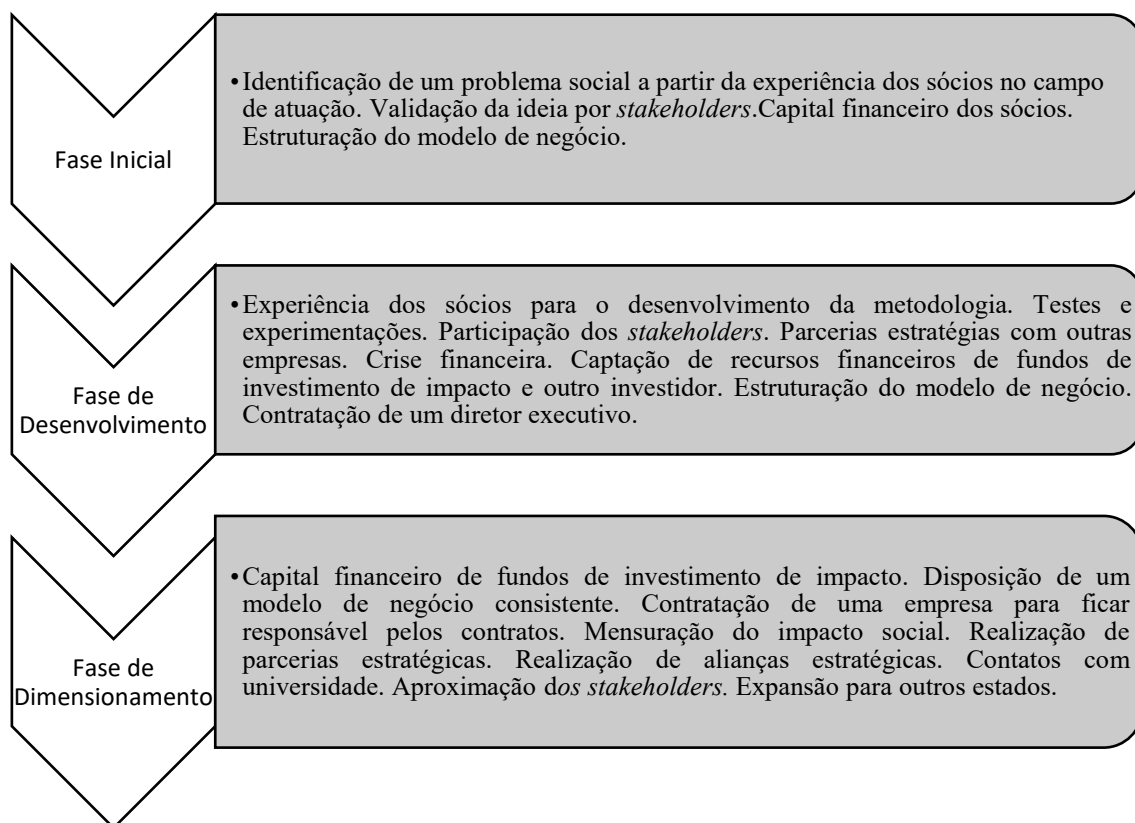 Fase Inicial
•Identificação de um problema social a partir da experiência dos sócios no campo
de atuação. Validação da ideia por stakeholders.Capital financeiro dos sócios.
Estruturação do modelo de negócio.
Fase de
Desenvolvimento
•Experiência dos sócios para o desenvolvimento da metodologia. Testes e
experimentações. Participação dos stakeholders. Parcerias estratégias com outras
empresas. Crise financeira. Captação de recursos financeiros de fundos de
investimento de impacto e outro investidor. Estruturação do modelo de negócio.
Contratação de um diretor executivo.
Fase de
Dimensionamento
•Capital financeiro de fundos de investimento de impacto. Disposição de um
modelo de negócio consistente. Contratação de uma empresa para ficar
responsável pelos contratos. Mensuração do impacto social. Realização de
parcerias estratégicas. Realização de alianças estratégicas. Contatos com
universidade. Aproximação dos stakeholders. Expansão para outros estados.